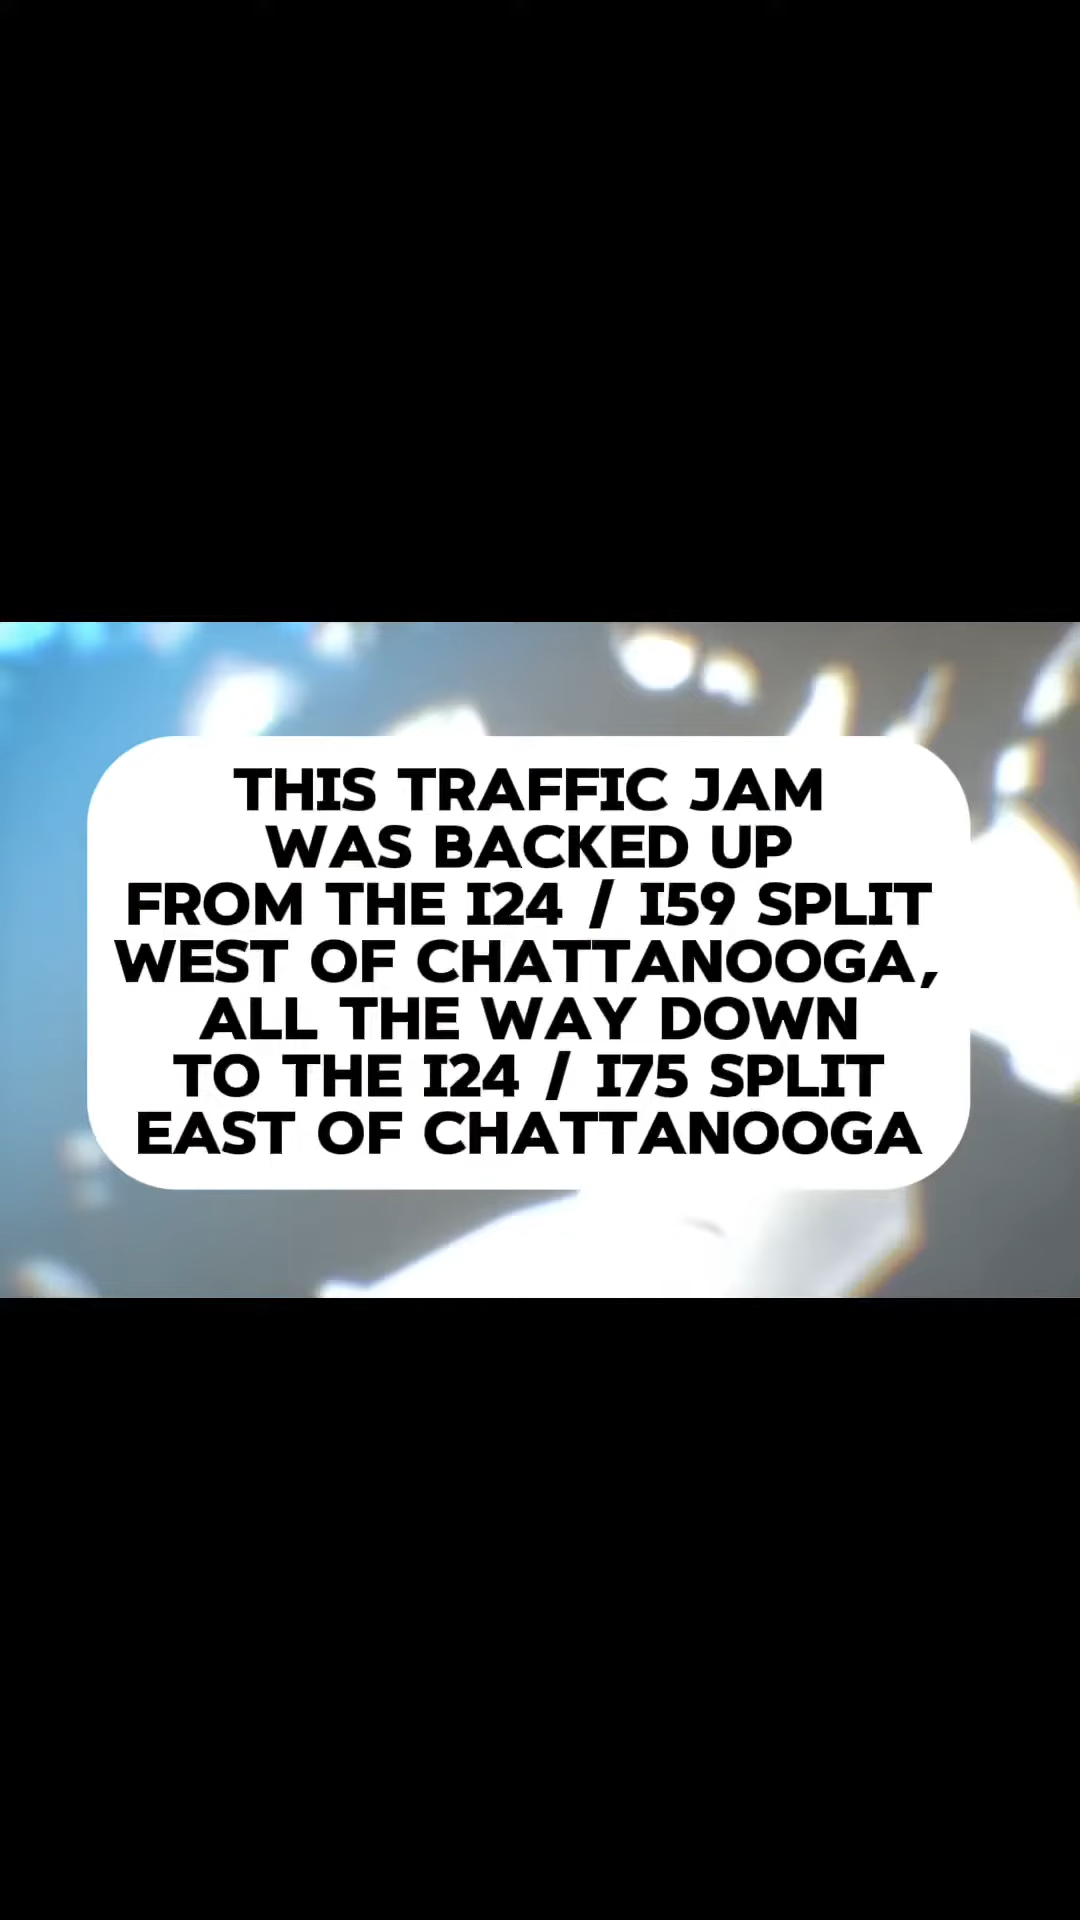 THIS TRAFFIC JAM
WAS BACKED UP
FROM THE I24 / I59 SPLIT
WEST OF CHATTANOOGA,
ALL THE WAY DOWN
TO THE I24 / I75 SPLIT
EAST OF CHATTANOOGA